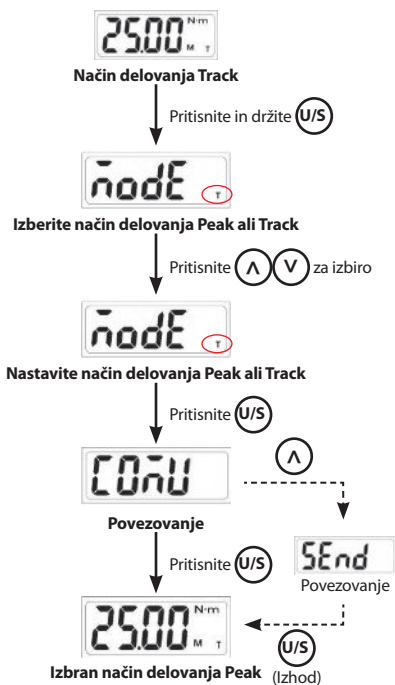 25.00 N·m M T
Način delovanja Track
Pritisnite in držite U/S
modE T
Izberite način delovanja Peak ali Track
Pritisnite ∧ ∨ za izbiro
modE T
Nastavite način delovanja Peak ali Track
Pritisnite U/S
∧
COmU
Povezovanje
SEnd
Povezovanje
Pritisnite U/S
25.00 N·m M T
U/S
Izbran način delovanja Peak
(Izhod)